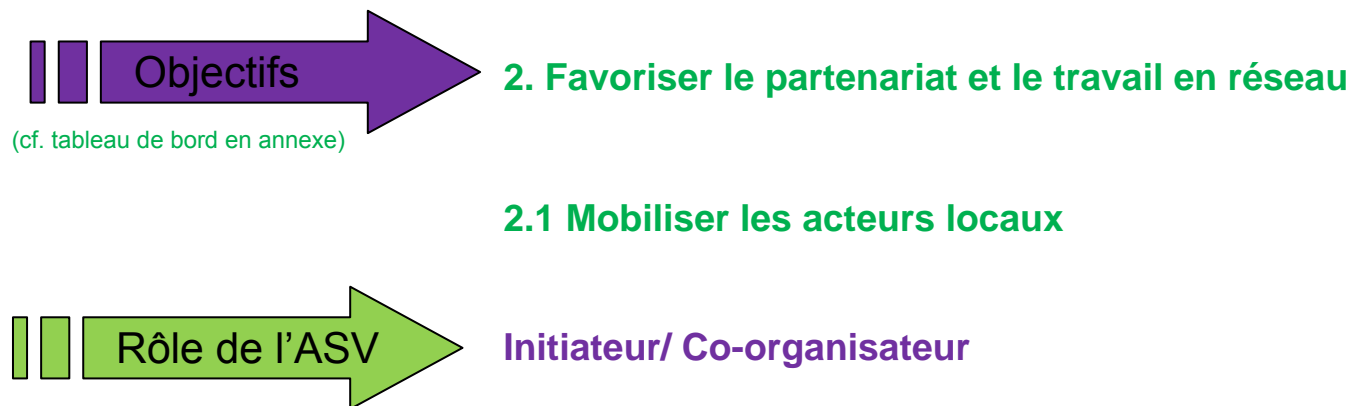 Objectifs
2. Favoriser le partenariat et le travail en réseau
(cf. tableau de bord en annexe)
2.1 Mobiliser les acteurs locaux
Rôle de l’ASV
Initiateur/ Co-organisateur